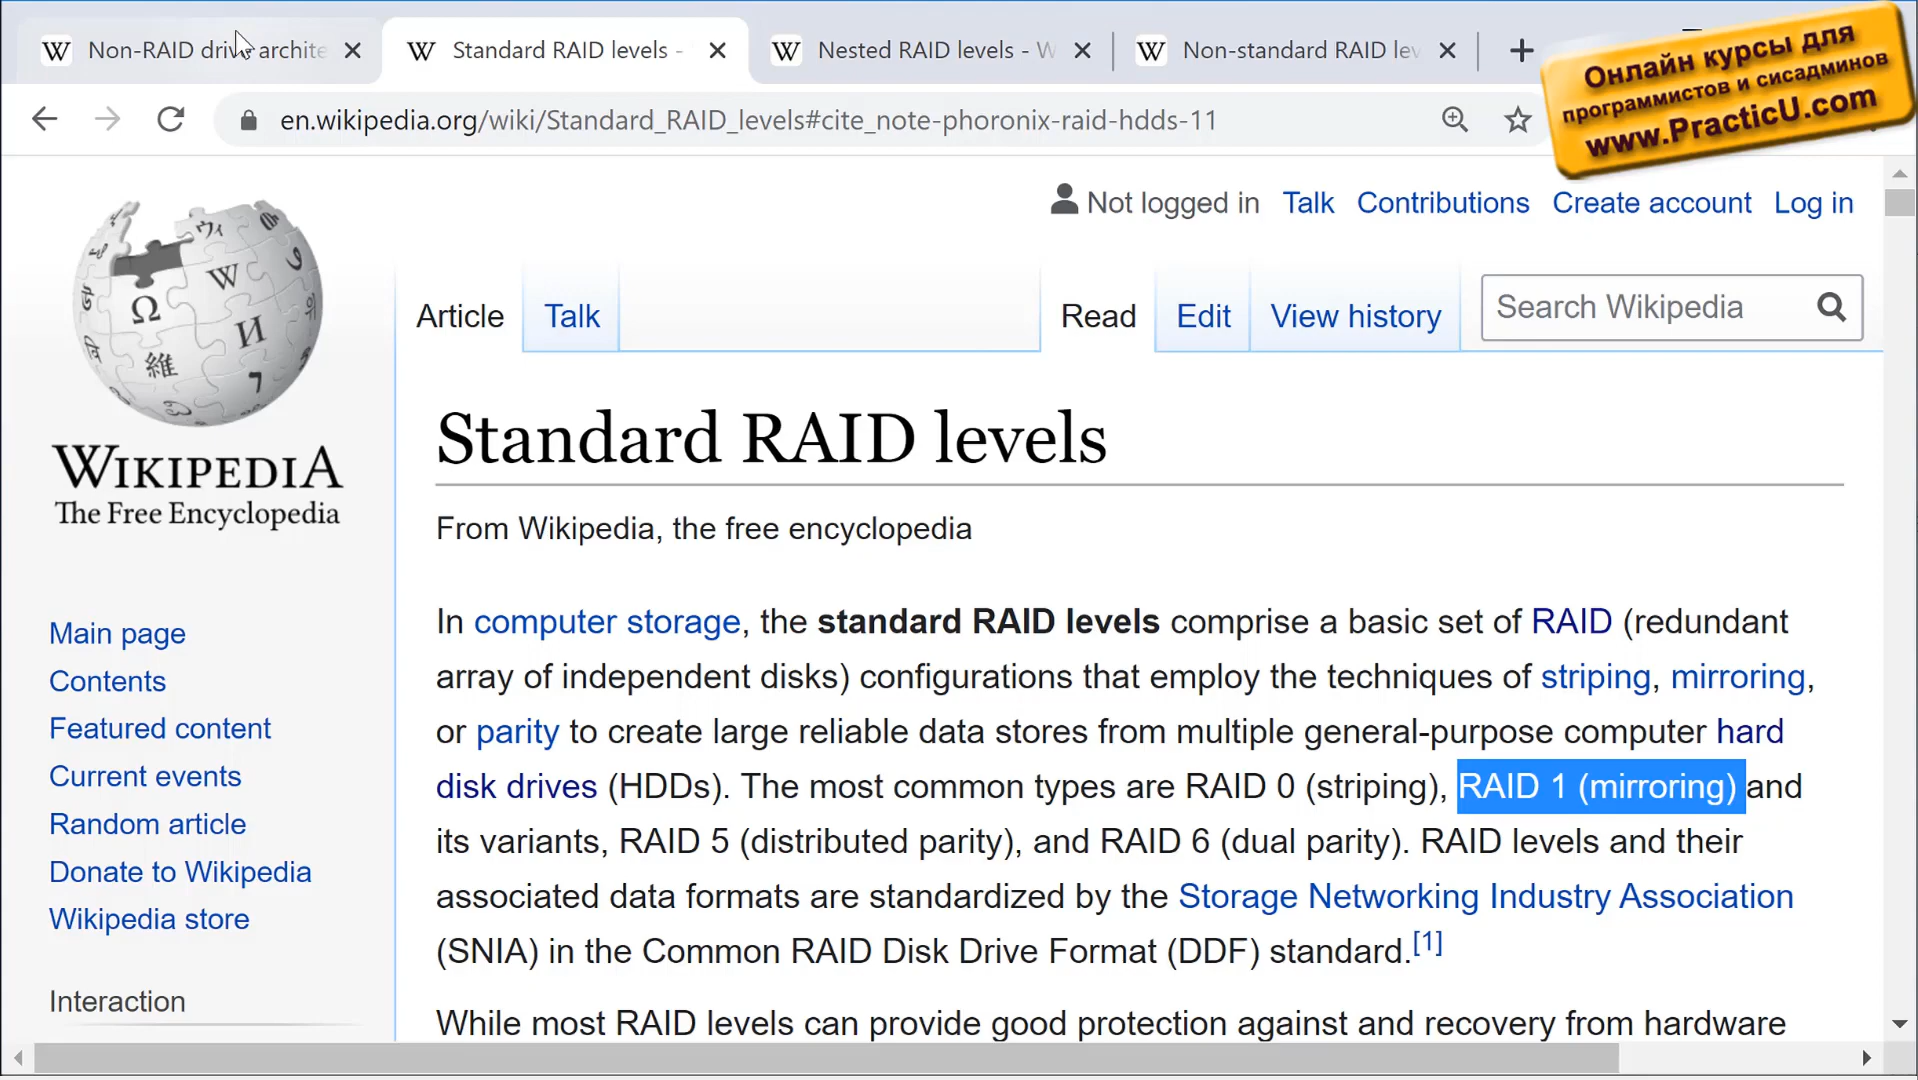 Non-RAID drive archite
Standard RAID levels -
Nested RAID levels - W
Non-standard RAID lev
Онлайн курсы для
программистов и сисадминов
www.PracticU.com
en.wikipedia.org/wiki/Standard_RAID_levels#cite_note-phoronix-raid-hdds-11
Not logged in Talk Contributions Create account Log in
Article Talk Read Edit View history Search Wikipedia
WIKIPEDIA
The Free Encyclopedia
Main page
Contents
Featured content
Current events
Random article
Donate to Wikipedia
Wikipedia store
Interaction
Standard RAID levels
From Wikipedia, the free encyclopedia
In computer storage, the standard RAID levels comprise a basic set of RAID (redundant
array of independent disks) configurations that employ the techniques of striping, mirroring,
or parity to create large reliable data stores from multiple general-purpose computer hard
disk drives (HDDs). The most common types are RAID 0 (striping), RAID 1 (mirroring) and
its variants, RAID 5 (distributed parity), and RAID 6 (dual parity). RAID levels and their
associated data formats are standardized by the Storage Networking Industry Association
(SNIA) in the Common RAID Disk Drive Format (DDF) standard.[1]
While most RAID levels can provide good protection against and recovery from hardware